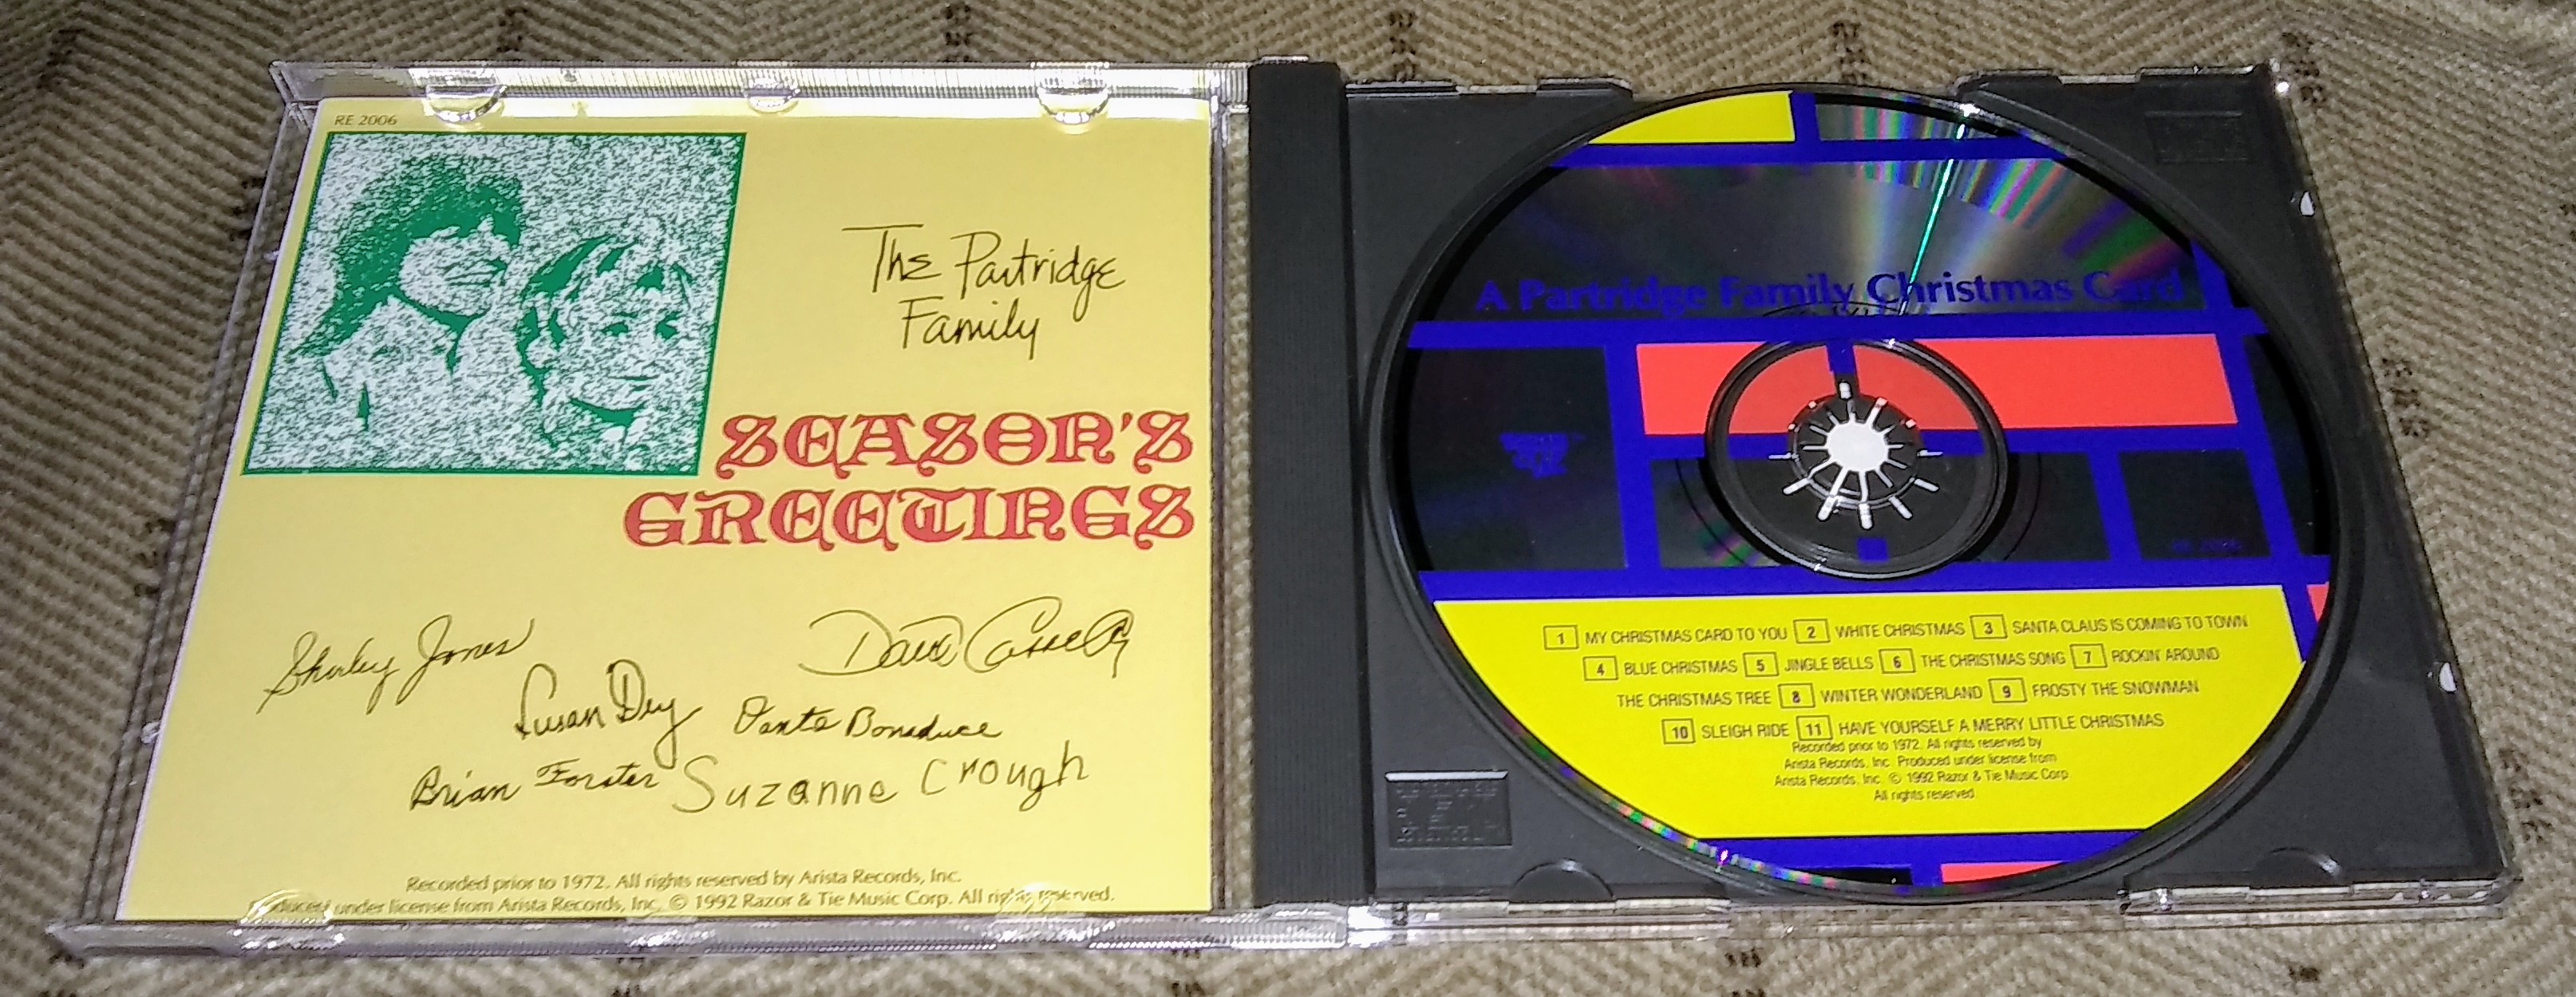 RE 2006
The Partridge
Family
SEASON'S
GREETINGS
Shirley Jones
David Cassidy
Susan Dey
Dante Bonaduce
Brian Forster
Suzanne Crough
Recorded prior to 1972. All rights reserved by Arista Records, Inc.
Produced under license from Arista Records, Inc. © 1992 Razor & Tie Music Corp. All rights reserved.
A Partridge Family Christmas Card
RE 2006
1 MY CHRISTMAS CARD TO YOU 2 WHITE CHRISTMAS 3 SANTA CLAUS IS COMING TO TOWN
4 BLUE CHRISTMAS 5 JINGLE BELLS 6 THE CHRISTMAS SONG 7 ROCKIN' AROUND
THE CHRISTMAS TREE 8 WINTER WONDERLAND 9 FROSTY THE SNOWMAN
10 SLEIGH RIDE 11 HAVE YOURSELF A MERRY LITTLE CHRISTMAS
Recorded prior to 1972. All rights reserved by
Arista Records, Inc. Produced under license from
Arista Records, Inc. © 1992 Razor & Tie Music Corp.
All rights reserved.